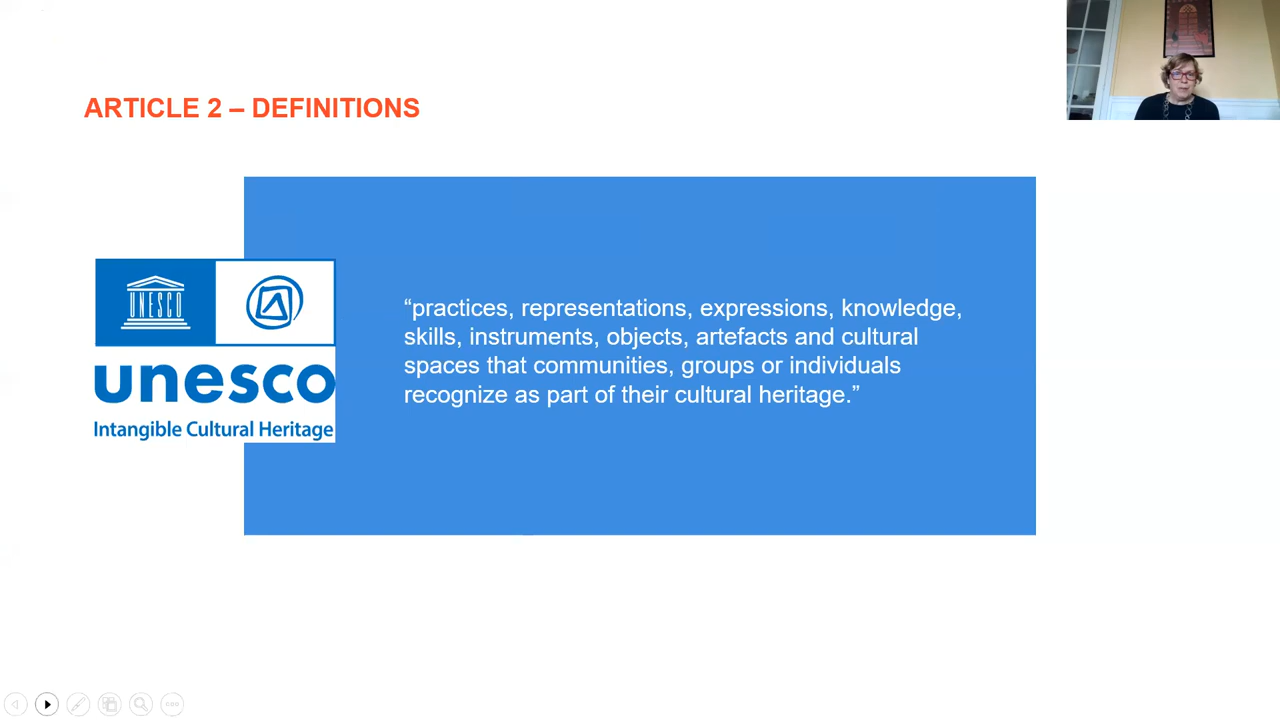 ARTICLE 2 – DEFINITIONS
UNESCO
unesco
Intangible Cultural Heritage
“practices, representations, expressions, knowledge,
skills, instruments, objects, artefacts and cultural
spaces that communities, groups or individuals
recognize as part of their cultural heritage.”